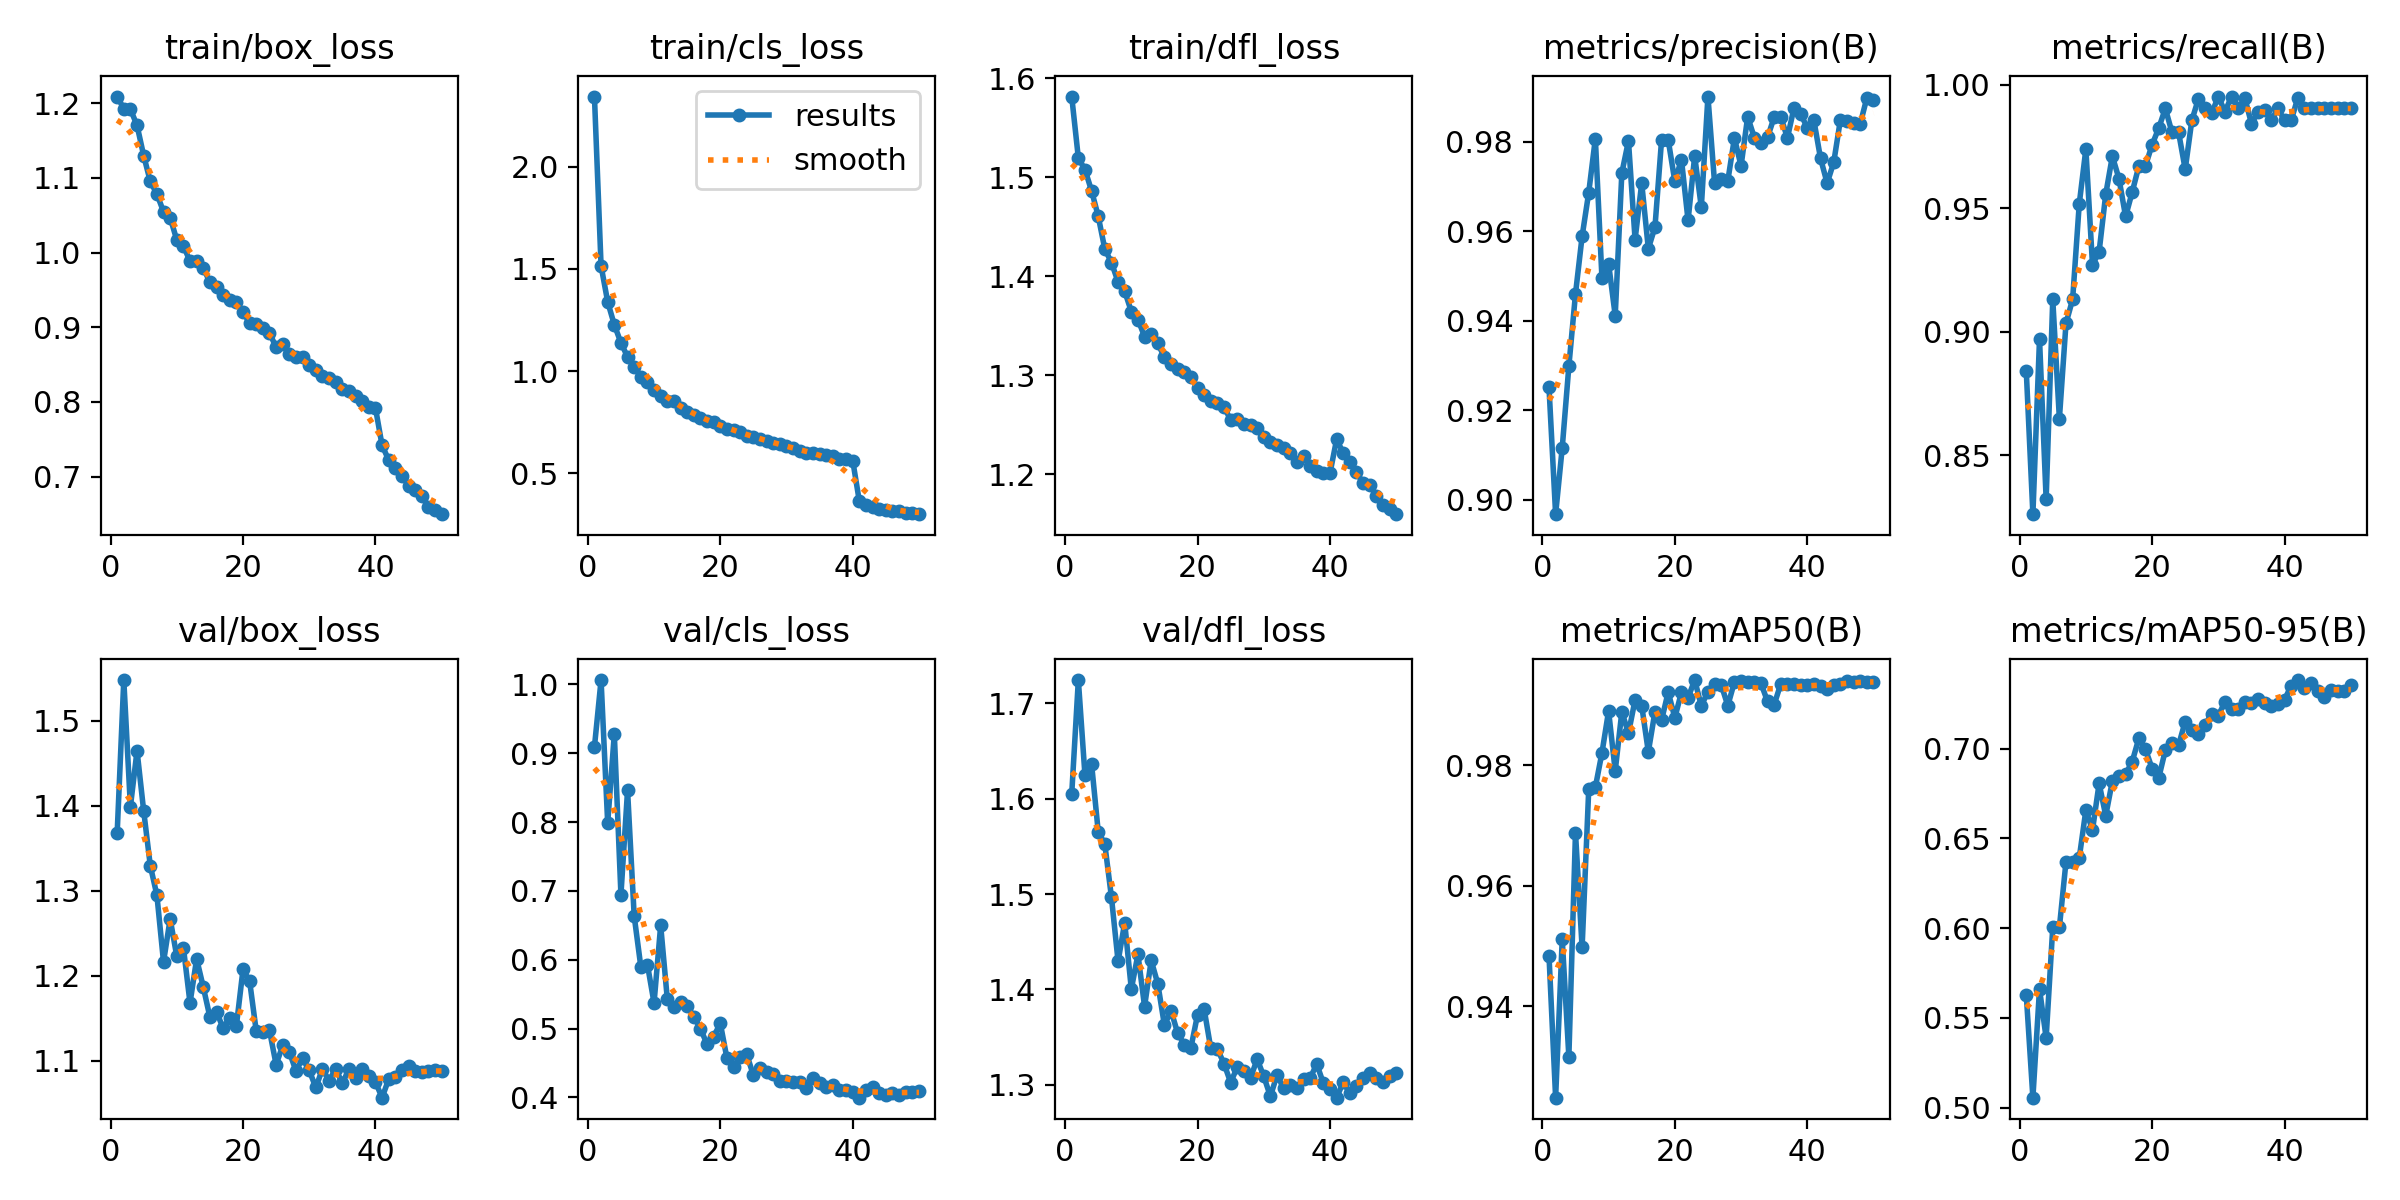 train/box_loss
1.2
1.1
1.0
0.9
0.8
0.7
0 20 40
train/cls_loss
results
smooth
2.0
1.5
1.0
0.5
0 20 40
train/dfl_loss
1.6
1.5
1.4
1.3
1.2
0 20 40
metrics/precision(B)
0.98
0.96
0.94
0.92
0.90
0 20 40
metrics/recall(B)
1.00
0.95
0.90
0.85
0 20 40
val/box_loss
1.5
1.4
1.3
1.2
1.1
0 20 40
val/cls_loss
1.0
0.9
0.8
0.7
0.6
0.5
0.4
0 20 40
val/dfl_loss
1.7
1.6
1.5
1.4
1.3
0 20 40
metrics/mAP50(B)
0.98
0.96
0.94
0 20 40
metrics/mAP50-95(B)
0.70
0.65
0.60
0.55
0.50
0 20 40